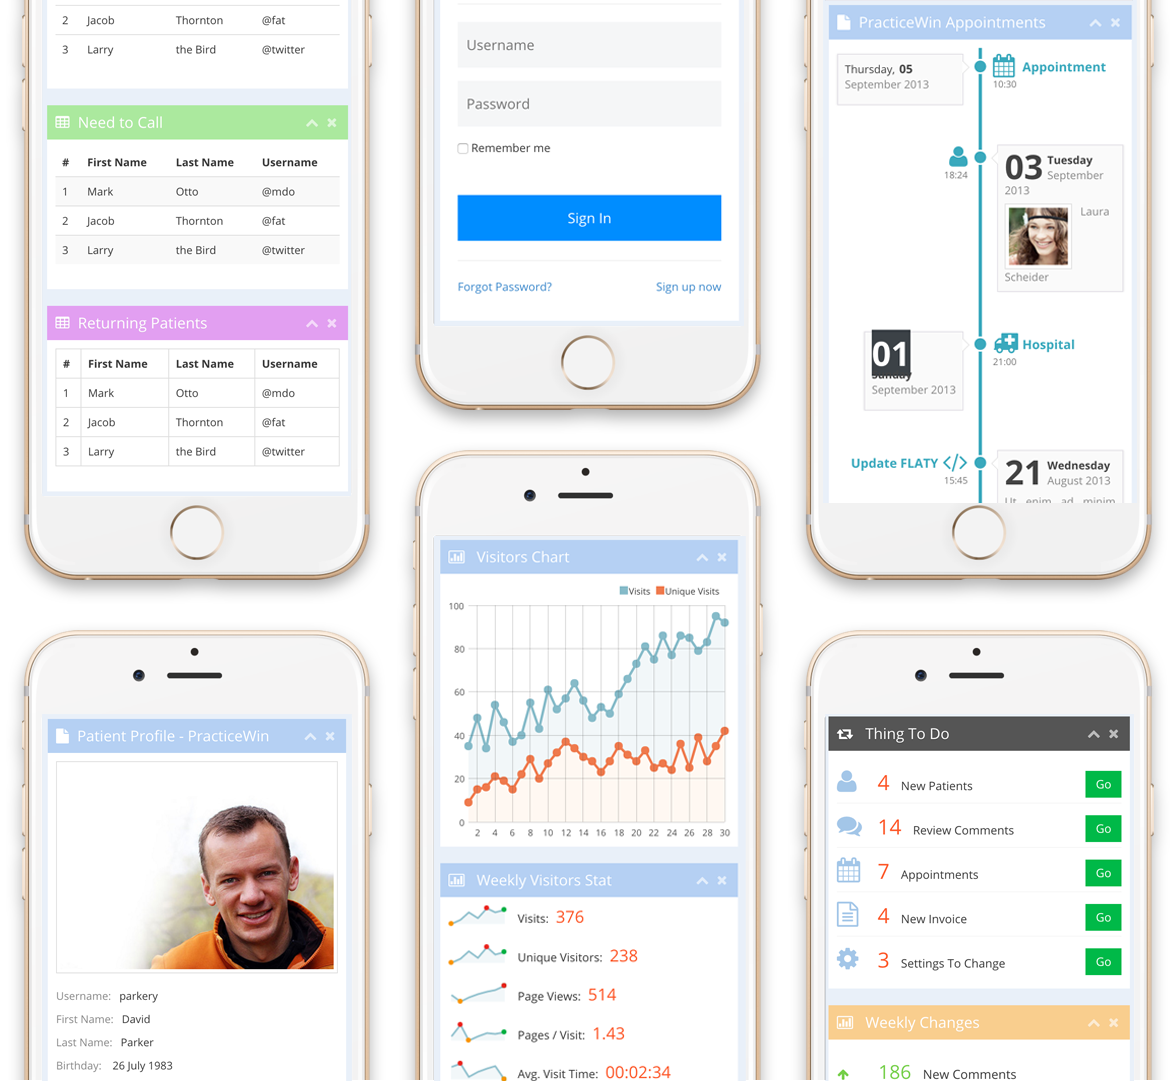 2 Jacob Thornton @fat
3 Larry the Bird @twitter
Need to Call
# First Name Last Name Username
1 Mark Otto @mdo
2 Jacob Thornton @fat
3 Larry the Bird @twitter
Returning Patients
# First Name Last Name Username
1 Mark Otto @mdo
2 Jacob Thornton @fat
3 Larry the Bird @twitter
Username
Password
Remember me
Sign In
Forgot Password? Sign up now
PracticeWin Appointments
Thursday, 05
September 2013
Appointment
10:30
18:24
03 Tuesday
September
2013
Laura
Scheider
01
Sunday
September 2013
Hospital
21:00
Update FLATY
15:45
21 Wednesday
August 2013
Ut enim ad minim
Visitors Chart
Visits Unique Visits
100
80
60
40
20
0
2 4 6 8 10 12 14 16 18 20 22 24 26 28 30
Weekly Visitors Stat
Visits: 376
Unique Visitors: 238
Page Views: 514
Pages / Visit: 1.43
Avg. Visit Time: 00:02:34
Patient Profile - PracticeWin
Username: parkery
First Name: David
Last Name: Parker
Birthday: 26 July 1983
Thing To Do
4 New Patients Go
14 Review Comments Go
7 Appointments Go
4 New Invoice Go
3 Settings To Change Go
Weekly Changes
186 New Comments